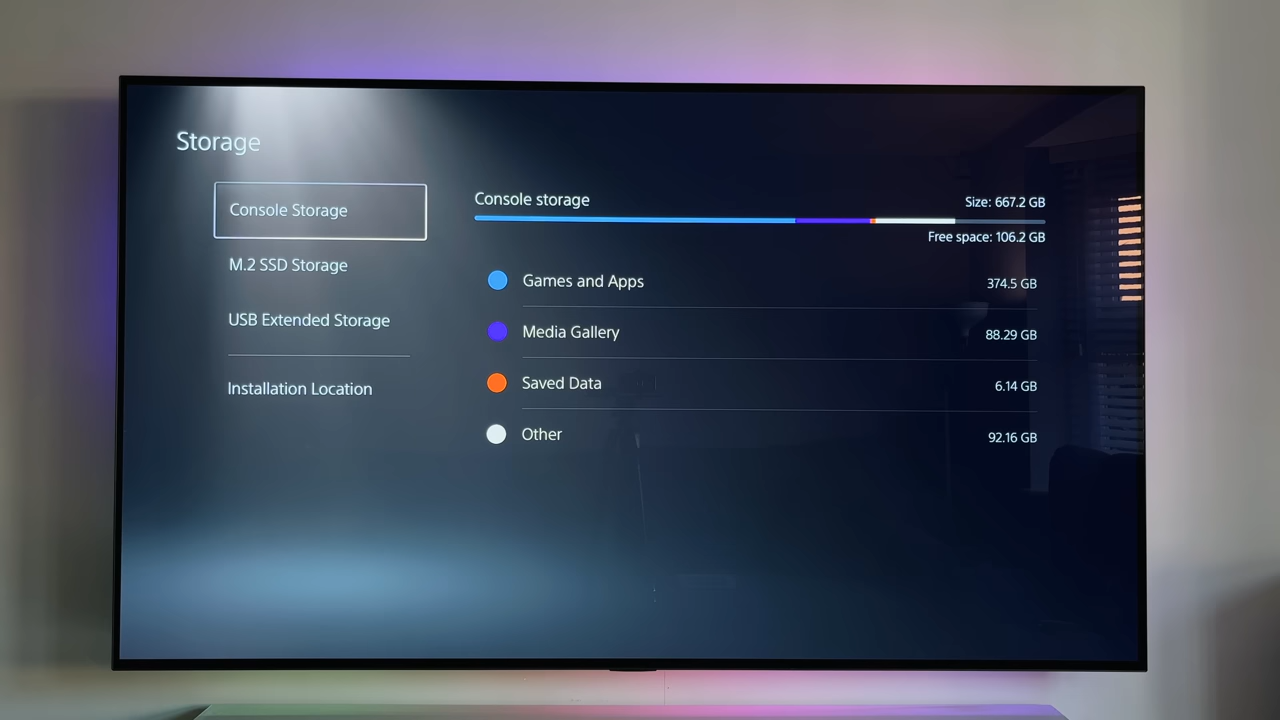 Storage
Console Storage
M.2 SSD Storage
USB Extended Storage
Installation Location
Console storage
Size: 667.2 GB
Free space: 106.2 GB
Games and Apps 374.5 GB
Media Gallery 88.29 GB
Saved Data 6.14 GB
Other 92.16 GB